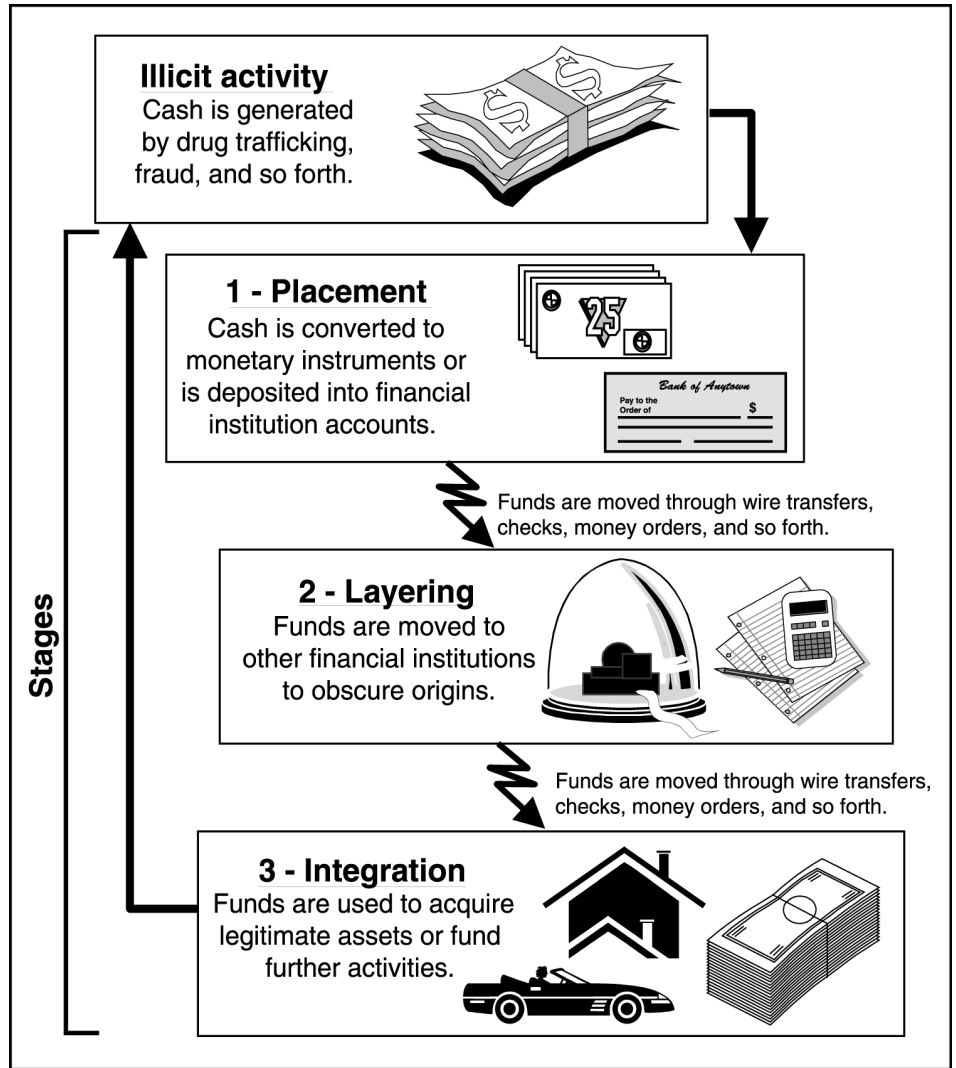 Illicit activity
Cash is generated
by drug trafficking,
fraud, and so forth.
$
$
1 - Placement
Cash is converted to
monetary instruments or
is deposited into financial
institution accounts.
25
Bank of Anytown
Pay to the
Order of
$
Funds are moved through wire transfers,
checks, money orders, and so forth.
2 - Layering
Funds are moved to
other financial institutions
to obscure origins.
Funds are moved through wire transfers,
checks, money orders, and so forth.
3 - Integration
Funds are used to acquire
legitimate assets or fund
further activities.
Stages